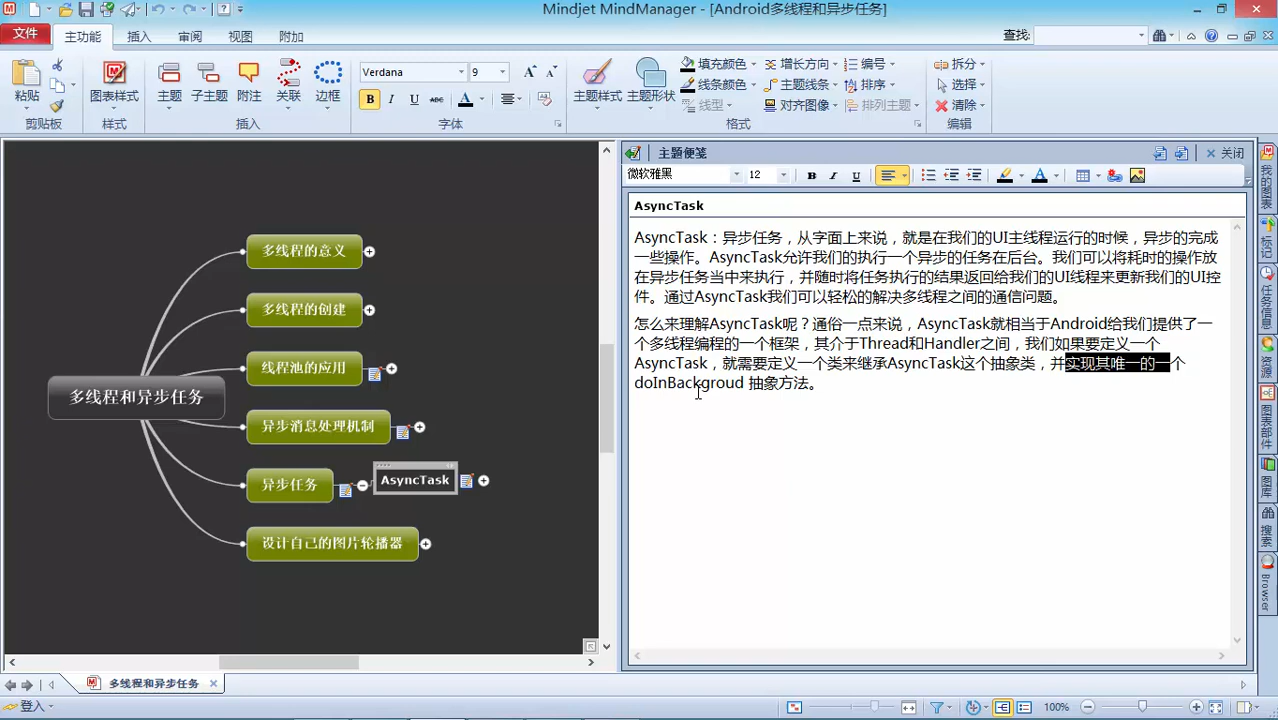 Mindjet MindManager - [Android多线程和异步任务]
文件
主功能
插入
审阅
视图
附加
查找:
粘贴
剪贴板
图表样式
样式
主题
子主题
附注
关联
边框
插入
Verdana
9
B I U ABC A
字体
主题样式
主题形状
填充颜色
线条颜色
线型
增长方向
主题线条
对齐图像
编号
排序
排列主题
格式
拆分
选择
清除
编辑
多线程和异步任务
多线程的意义
多线程的创建
线程池的应用
异步消息处理机制
异步任务
AsyncTask
设计自己的图片轮播器
主题便笺
关闭
微软雅黑
12
B I U
AsyncTask
AsyncTask：异步任务，从字面上来说，就是在我们的UI主线程运行的时候，异步的完成
一些操作。AsyncTask允许我们的执行一个异步的任务在后台。我们可以将耗时的操作放
在异步任务当中来执行，并随时将任务执行的结果返回给我们的UI线程来更新我们的UI控
件。通过AsyncTask我们可以轻松的解决多线程之间的通信问题。
怎么来理解AsyncTask呢？通俗一点来说，AsyncTask就相当于Android给我们提供了一
个多线程编程的一个框架，其介于Thread和Handler之间，我们如果要定义一个
AsyncTask，就需要定义一个类来继承AsyncTask这个抽象类，并实现其唯一的一个
doInBackgroud 抽象方法。
我的图表
标记
任务信息
资源
图表部件
图库
搜索
Browser
多线程和异步任务
登入
100%